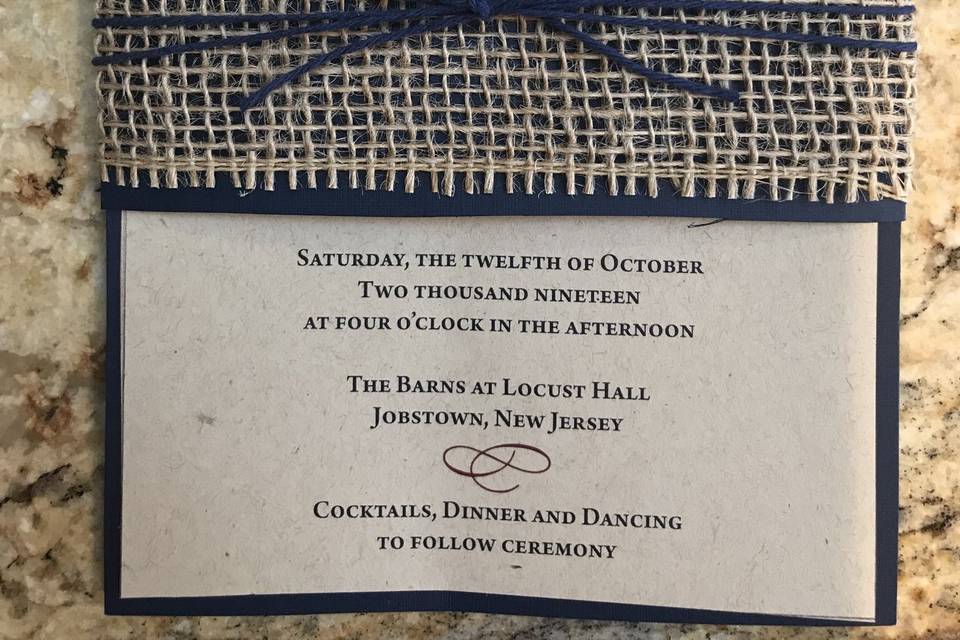 Saturday, the twelfth of October
Two thousand nineteen
at four o'clock in the afternoon
The Barns at Locust Hall
Jobstown, New Jersey
Cocktails, Dinner and Dancing
to follow ceremony